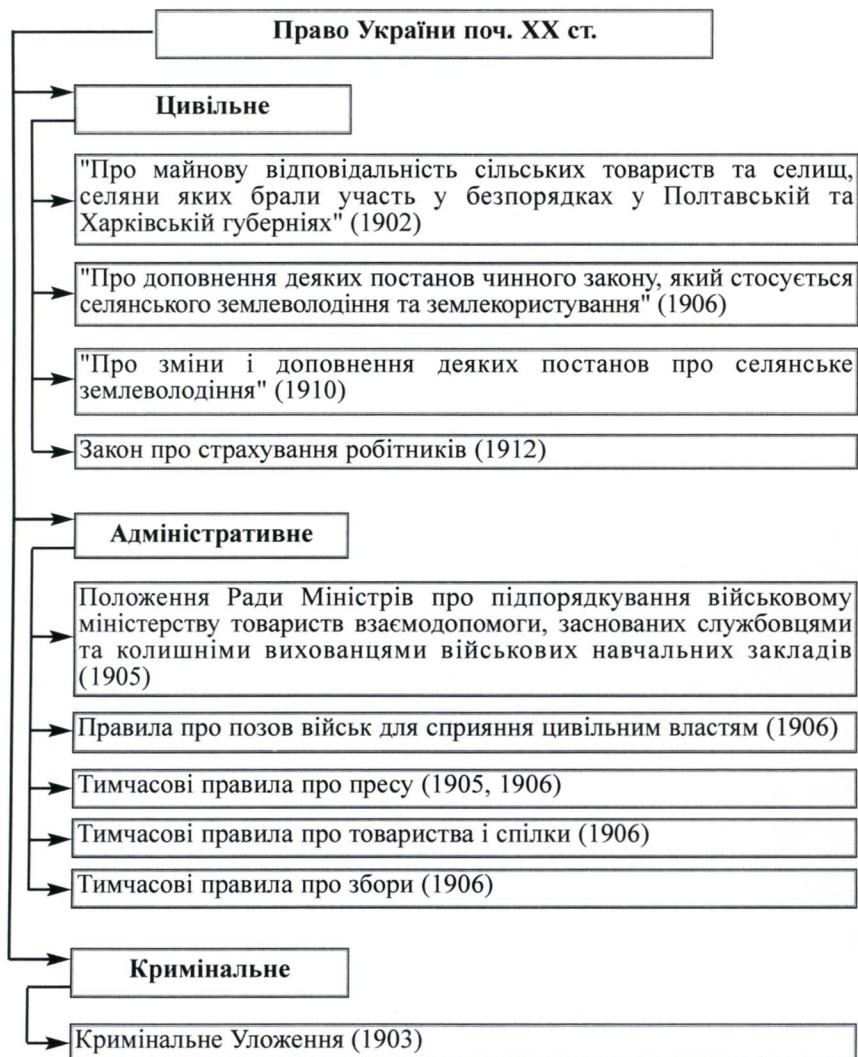 Право України поч. ХХ ст.
Цивільне
"Про майнову відповідальність сільських товариств та селищ,
селяни яких брали участь у безпорядках у Полтавській та
Харківській губерніях" (1902)
"Про доповнення деяких постанов чинного закону, який стосується
селянського землеволодіння та землекористування" (1906)
"Про зміни і доповнення деяких постанов про селянське
землеволодіння" (1910)
Закон про страхування робітників (1912)
Адміністративне
Положення Ради Міністрів про підпорядкування військовому
міністерству товариств взаємодопомоги, заснованих службовцями
та колишніми вихованцями військових навчальних закладів
(1905)
Правила про позов військ для сприяння цивільним властям (1906)
Тимчасові правила про пресу (1905, 1906)
Тимчасові правила про товариства і спілки (1906)
Тимчасові правила про збори (1906)
Кримінальне
Кримінальне Уложення (1903)